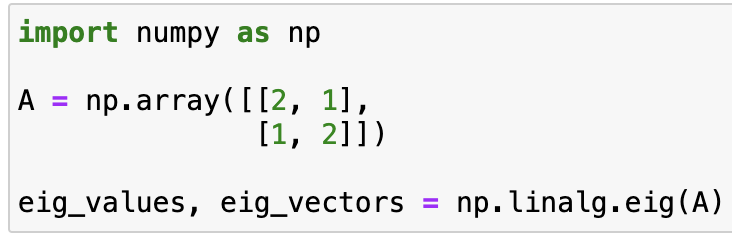 import numpy as np
A = np.array([[2, 1],
[1, 2]])
eig_values, eig_vectors = np.linalg.eig(A)